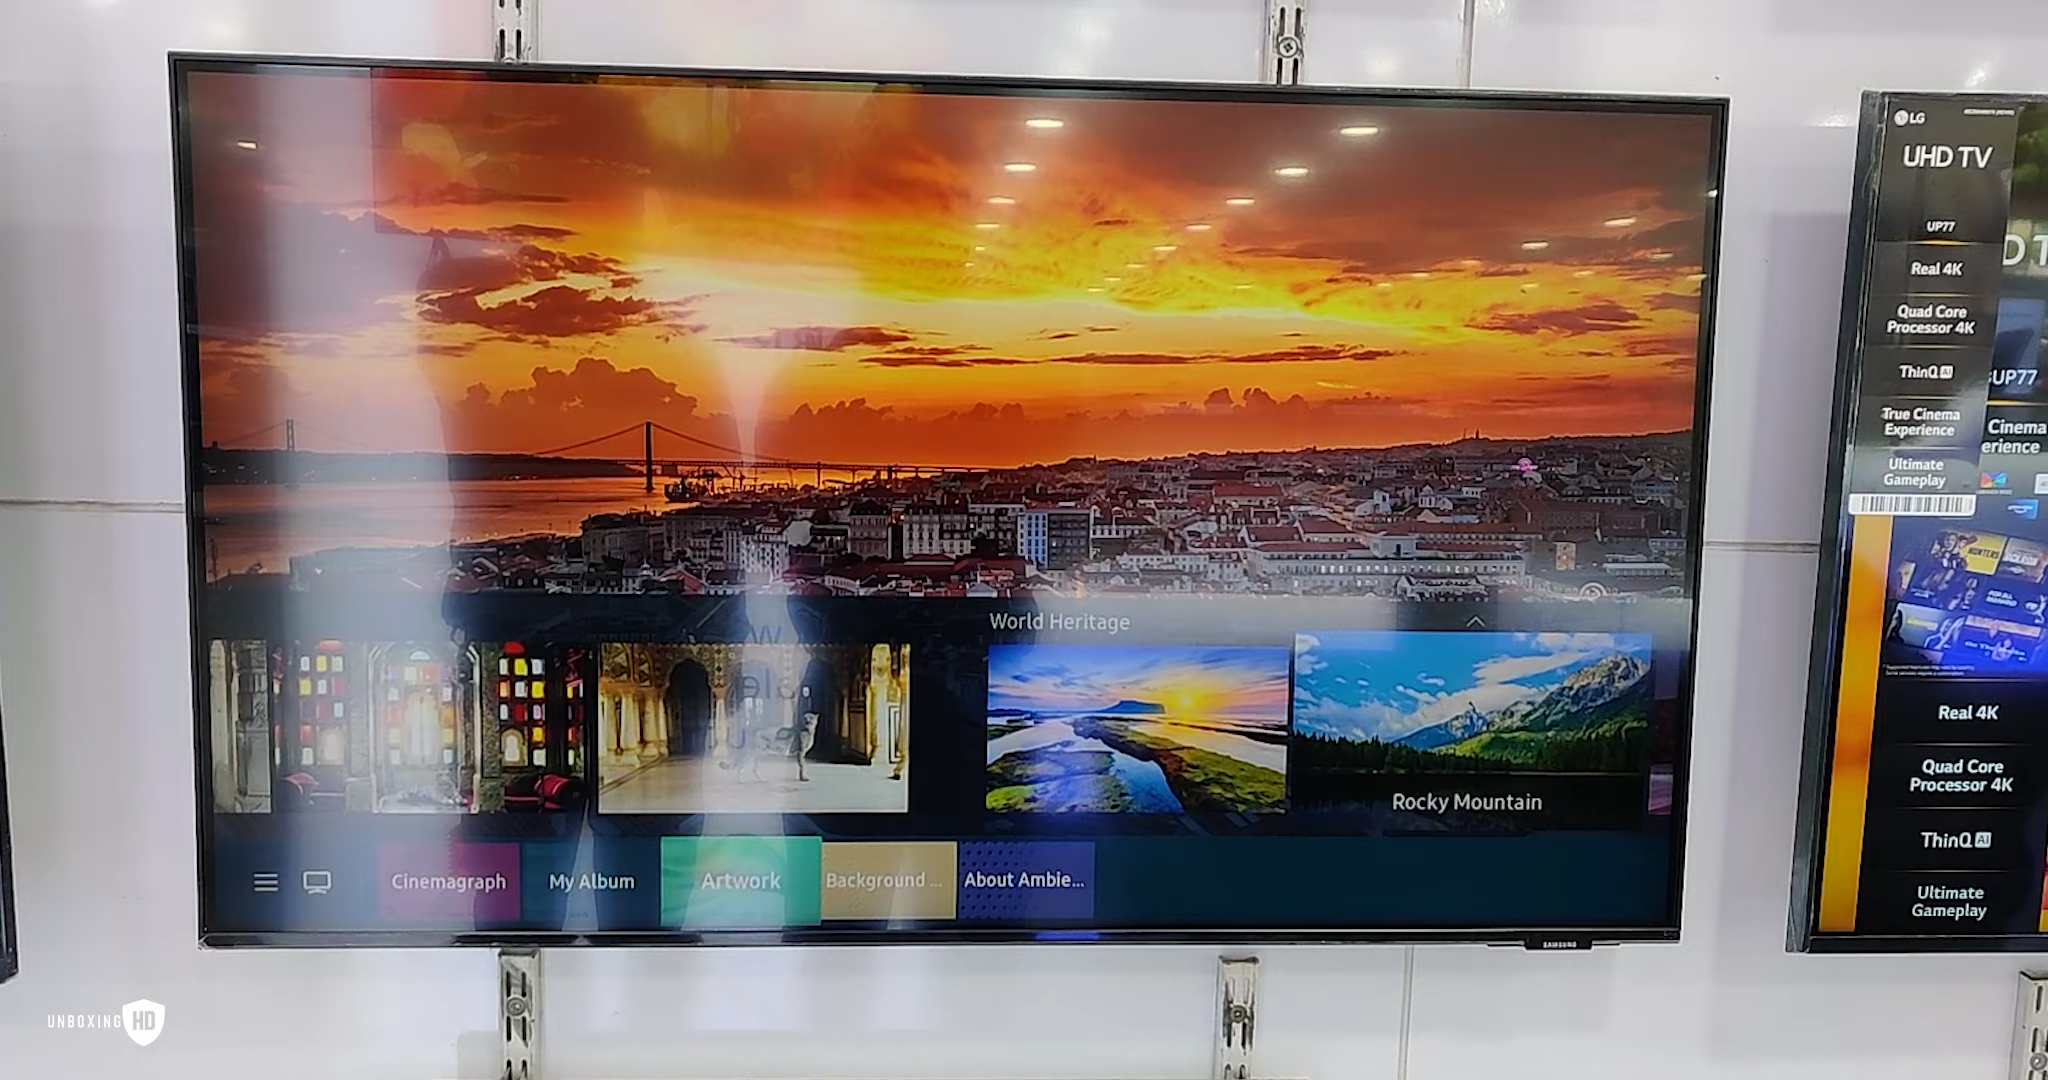 World Heritage
Rocky Mountain
Cinemagraph
My Album
Artwork
Background ...
About Ambie...
SAMSUNG
LG
UHD TV
UP77
Real 4K
Quad Core
Processor 4K
ThinQ AI
True Cinema
Experience
Ultimate
Gameplay
D T
UP77
Cinema
erience
HUNTERS
Real 4K
Quad Core
Processor 4K
ThinQ AI
Ultimate
Gameplay
UNBOXING HD